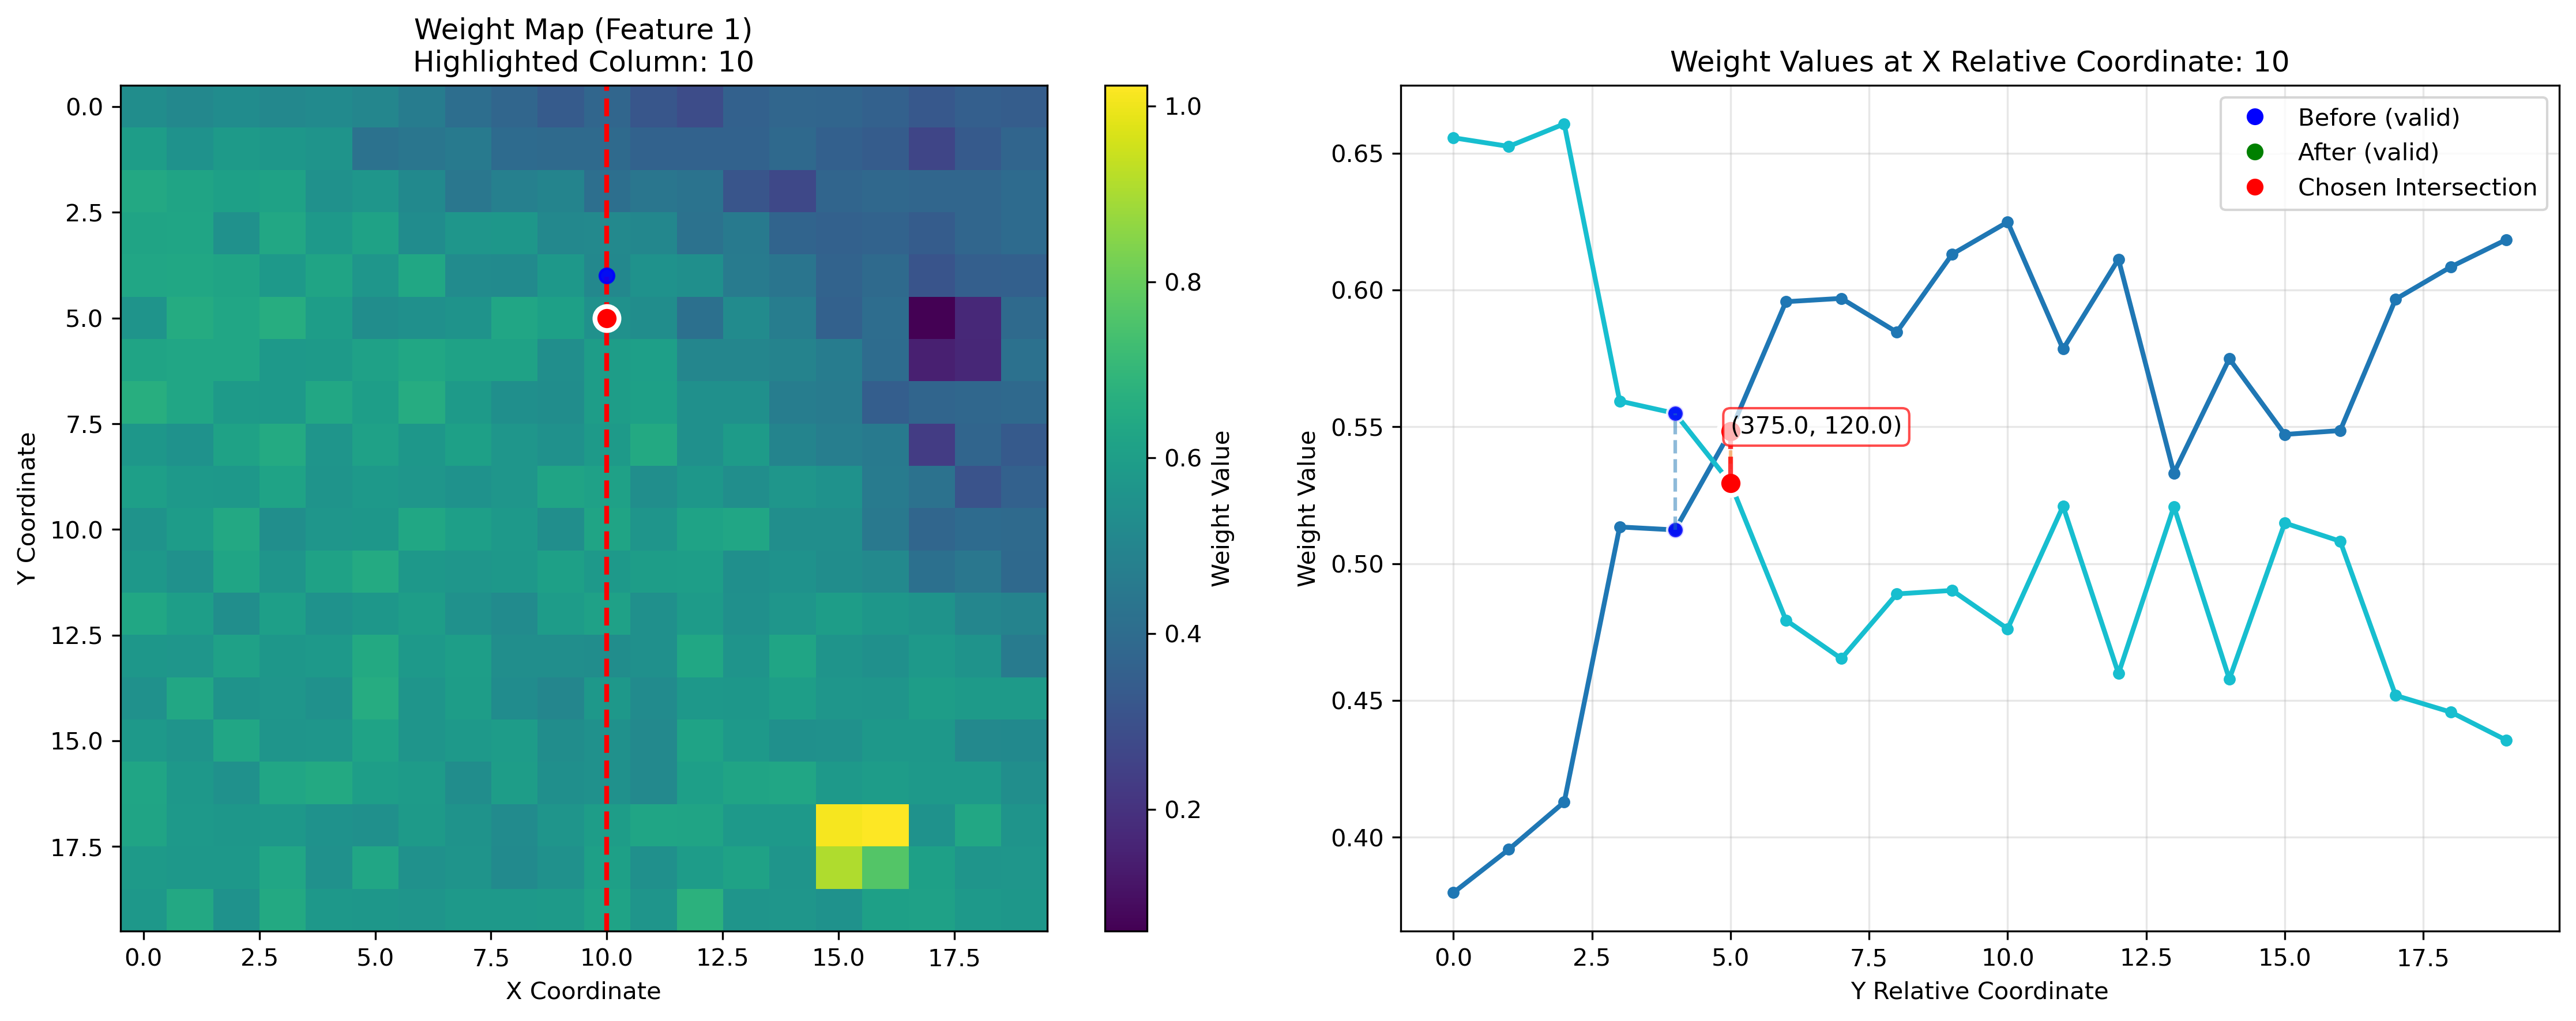 Weight Map (Feature 1)
Highlighted Column: 10
0.0
2.5
5.0
7.5
10.0
12.5
15.0
17.5
Y Coordinate
0.0 2.5 5.0 7.5 10.0 12.5 15.0 17.5
X Coordinate
1.0
0.8
0.6
0.4
0.2
Weight Value
Weight Values at X Relative Coordinate: 10
Before (valid)
After (valid)
Chosen Intersection
(375.0, 120.0)
0.65
0.60
0.55
0.50
0.45
0.40
Weight Value
0.0 2.5 5.0 7.5 10.0 12.5 15.0 17.5
Y Relative Coordinate